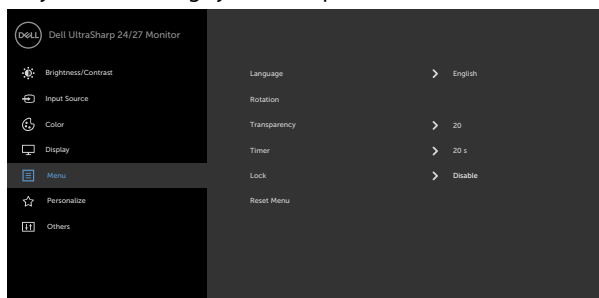 DELL Dell UltraSharp 24/27 Monitor
Brightness/Contrast
Input Source
Color
Display
Menu
Personalize
Others
Language English
Rotation
Transparency 20
Timer 20 s
Lock Disable
Reset Menu